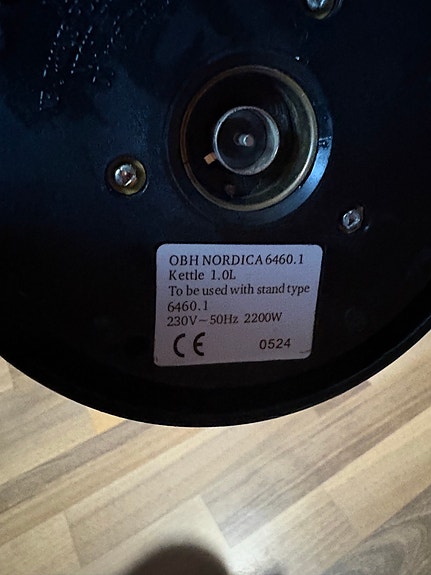 OBH NORDICA 6460.1
Kettle 1.0L
To be used with stand type
6460.1
230V~50Hz 2200W
CE 0524